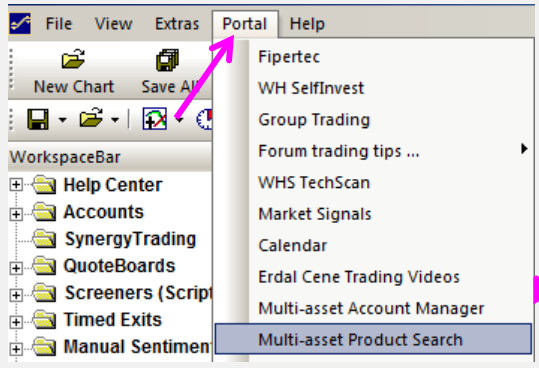 File View Extras Portal Help
New Chart Save All
WorkspaceBar
Help Center
Accounts
SynergyTrading
QuoteBoards
Screeners (Script
Timed Exits
Manual Sentimen
Fipertec
WH SelfInvest
Group Trading
Forum trading tips ...
WHS TechScan
Market Signals
Calendar
Erdal Cene Trading Videos
Multi-asset Account Manager
Multi-asset Product Search